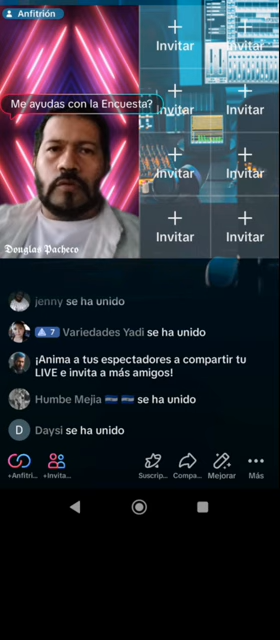 Anfitrión
Invitar Invitar
Me ayudas con la Encuesta?
Invitar Invitar
Invitar Invitar
Invitar Invitar
Douglas Pacheco
jenny se ha unido
7 Variedades Yadi se ha unido
¡Anima a tus espectadores a compartir tu
LIVE e invita a más amigos!
Humbe Mejia se ha unido
D Daysi se ha unido
+Anfitri... +Invita... Suscrip... Compa... Mejorar Más